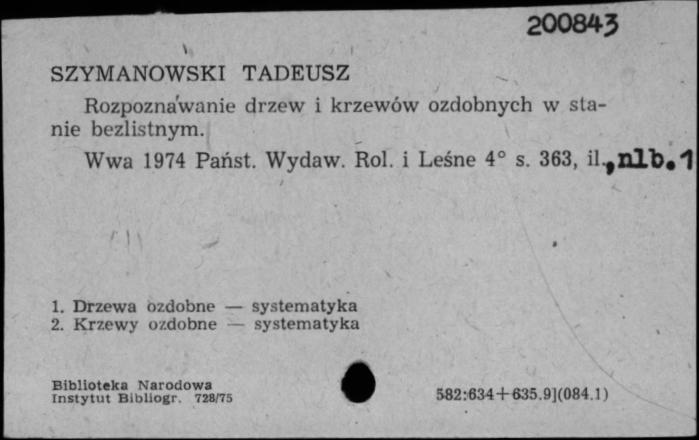 200843
SZYMANOWSKI TADEUSZ
Rozpoznawanie drzew i krzewów ozdobnych w sta-
nie bezlistnym.
Wwa 1974 Państ. Wydaw. Rol. i Leśne 4° s. 363, il., nlb. 1
1. Drzewa ozdobne — systematyka
2. Krzewy ozdobne — systematyka
Biblioteka Narodowa
Instytut Bibliogr. 728/75
582:634+635.9](084.1)